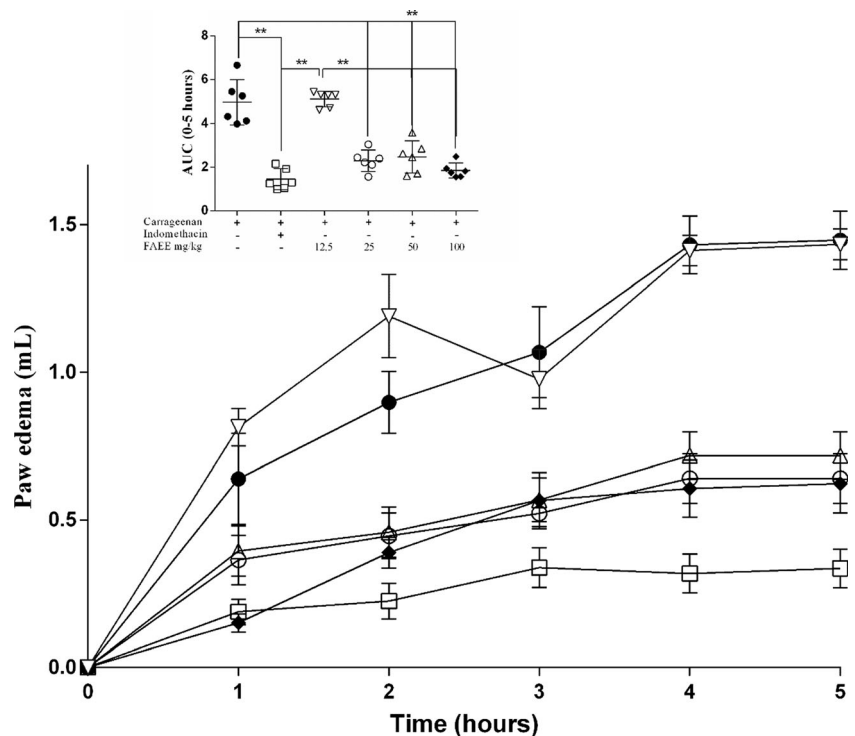 **
**
**
**
8
6
4
2
0
AUC (0-5 hours)
Carrageenan + + + + + +
Indomethacin - + - - - -
FAEE mg/kg - - 12.5 25 50 100
1.5
1.0
0.5
0.0
Paw edema (mL)
0 1 2 3 4 5
Time (hours)